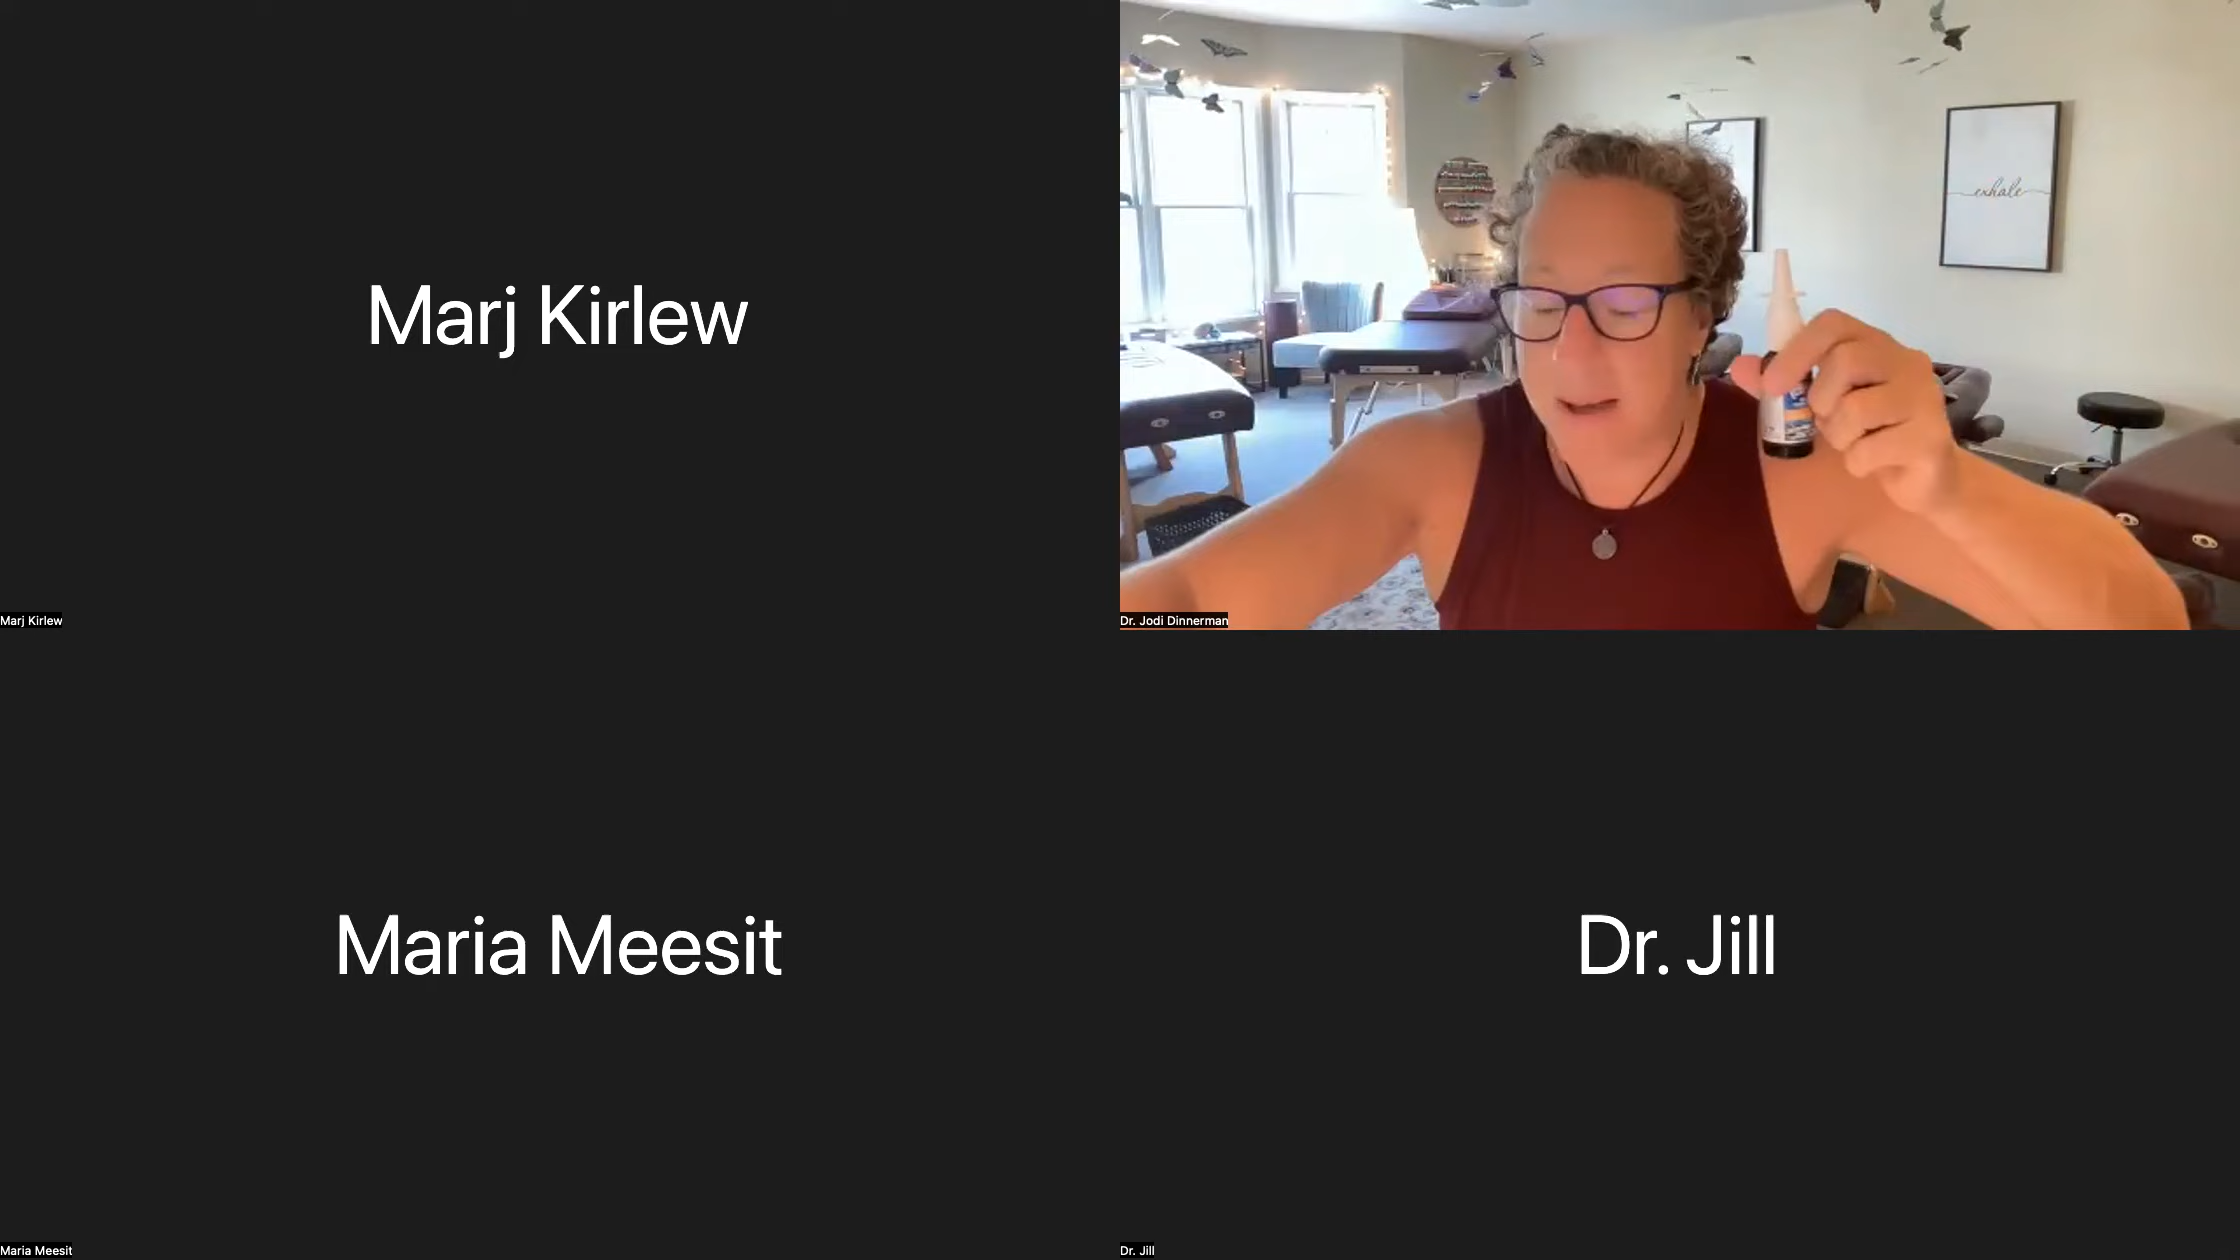 Marj Kirlew
exhale
Marj Kirlew
Dr. Jodi Dinnerman
Maria Meesit
Dr. Jill
Maria Meesit
Dr. Jill